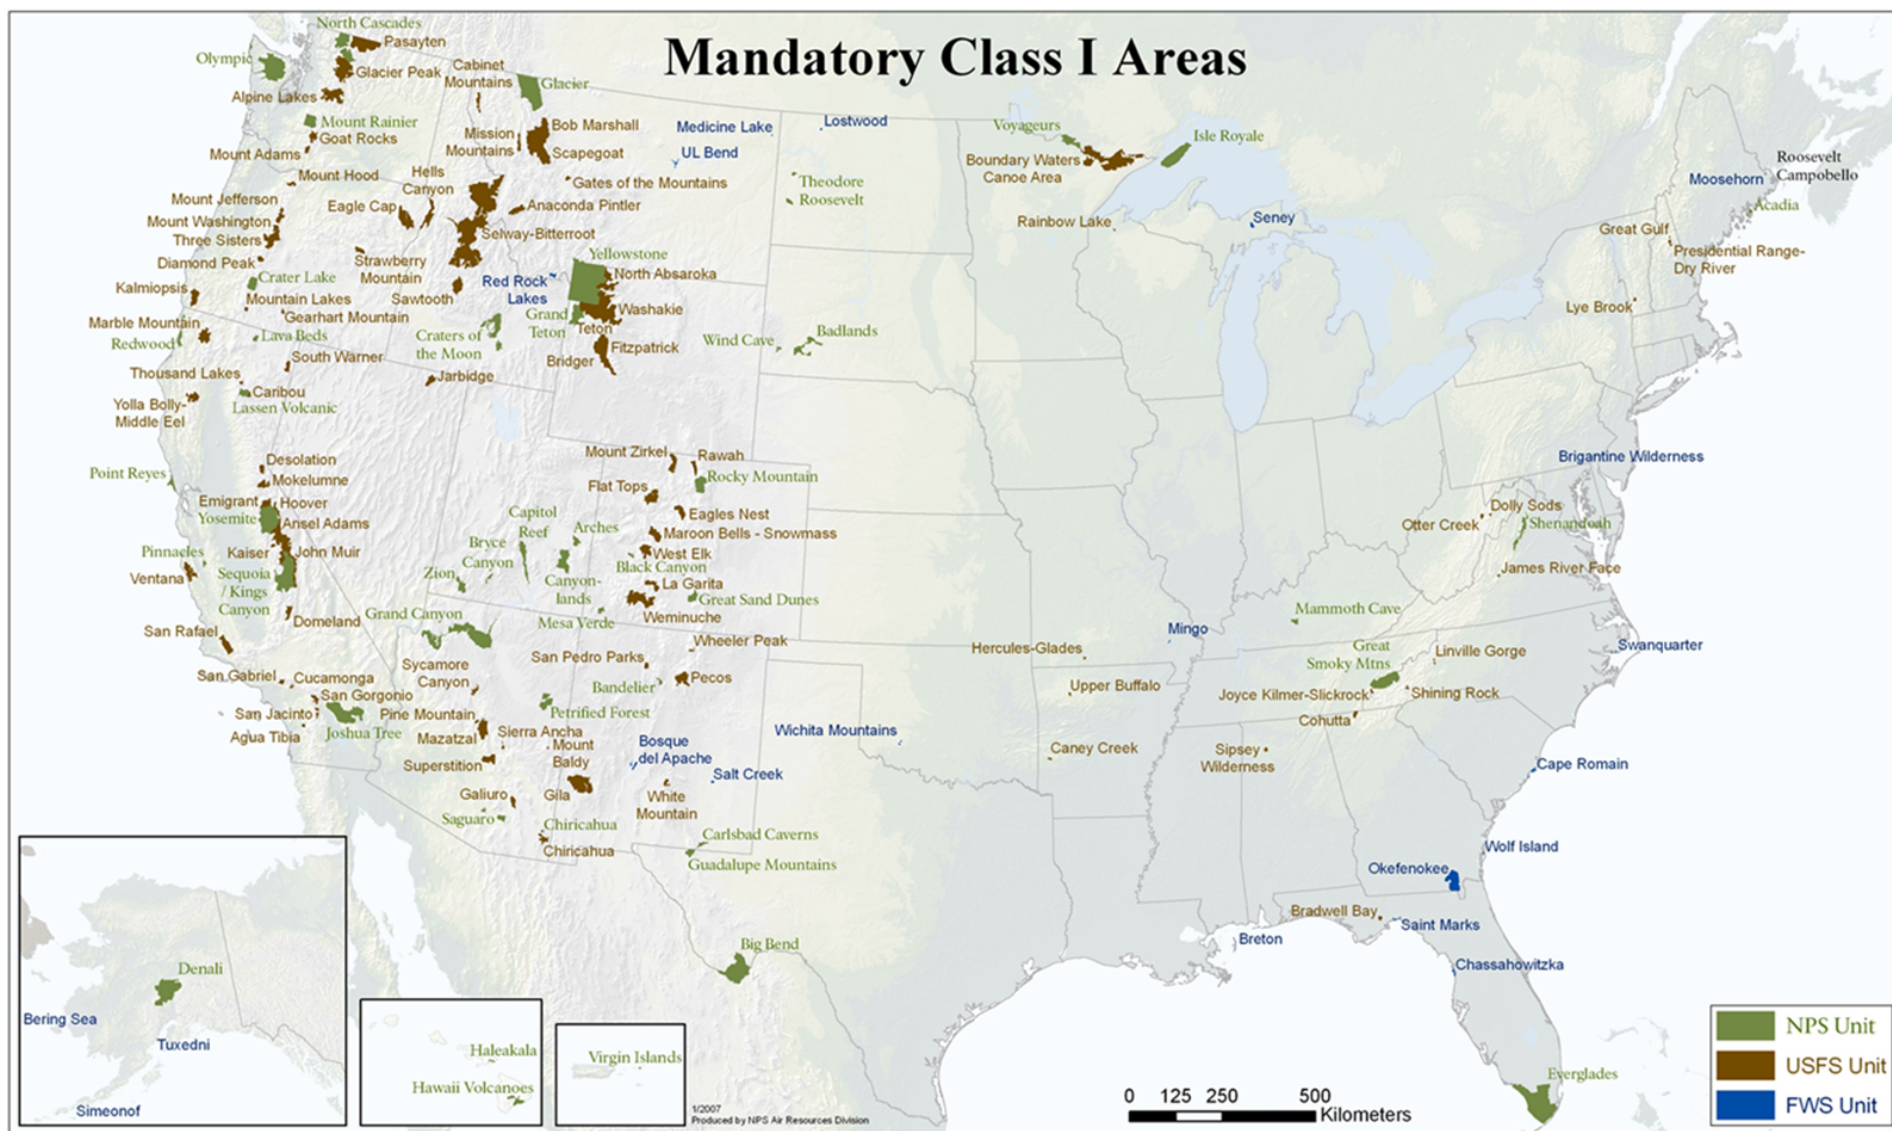 Mandatory Class I Areas
North Cascades
Pasayten
Olympic
Glacier Peak
Cabinet
Mountains
Glacier
Alpine Lakes
Mount Rainier
Goat Rocks
Mount Adams
Mission
Mountains
Bob Marshall
Scapegoat
Medicine Lake
Lostwood
UL Bend
Mount Hood
Hells
Canyon
Gates of the Mountains
Theodore
Roosevelt
Mount Jefferson
Eagle Cap
Anaconda Pintler
Mount Washington
Three Sisters
Selway-Bitterroot
Diamond Peak
Strawberry
Mountain
Yellowstone
Crater Lake
North Absaroka
Kalmiopsis
Mountain Lakes
Sawtooth
Red Rock
Lakes
Gearhart Mountain
Grand
Teton
Washakie
Marble Mountain
Redwood
Lava Beds
Craters of
the Moon
Teton
Fitzpatrick
Bridger
Wind Cave
Badlands
South Warner
Thousand Lakes
Jarbidge
Caribou
Lassen Volcanic
Yolla Bolly-
Middle Eel
Voyageurs
Isle Royale
Boundary Waters
Canoe Area
Rainbow Lake
Seney
Roosevelt
Campobello
Moosehorn
Acadia
Great Gulf
Presidential Range-
Dry River
Lye Brook
Point Reyes
Desolation
Mokelumne
Emigrant
Hoover
Yosemite
Ansel Adams
Pinnacles
Kaiser
John Muir
Ventana
Sequoia
/ Kings
Canyon
Domeland
San Rafael
Mount Zirkel
Rawah
Rocky Mountain
Flat Tops
Eagles Nest
Maroon Bells - Snowmass
West Elk
Black Canyon
La Garita
Great Sand Dunes
Weminuche
Capitol
Reef
Arches
Bryce
Canyon
Zion
Canyon-
lands
Mesa Verde
Grand Canyon
Wheeler Peak
San Pedro Parks
Sycamore
Canyon
Bandelier
Pecos
San Gabriel
Cucamonga
San Gorgonio
San Jacinto
Agua Tibia
Joshua Tree
Pine Mountain
Mazatzal
Petrified Forest
Sierra Ancha
Mount
Baldy
Superstition
Bosque
del Apache
Salt Creek
Wichita Mountains
Galiuro
Gila
White
Mountain
Saguaro
Chiricahua
Chiricahua
Carlsbad Caverns
Guadalupe Mountains
Big Bend
Brigantine Wilderness
Dolly Sods
Otter Creek
Shenandoah
James River Face
Mammoth Cave
Mingo
Hercules-Glades
Great
Smoky Mtns
Linville Gorge
Swanquarter
Upper Buffalo
Joyce Kilmer-Slickrock
Shining Rock
Cohutta
Caney Creek
Sipsey
Wilderness
Cape Romain
Wolf Island
Okefenokee
Bradwell Bay
Saint Marks
Breton
Chassahowitzka
Everglades
Denali
Bering Sea
Tuxedni
Simeonof
Haleakala
Hawaii Volcanoes
Virgin Islands
1/2007
Produced by NPS Air Resources Division
0 125 250 500
Kilometers
NPS Unit
USFS Unit
FWS Unit